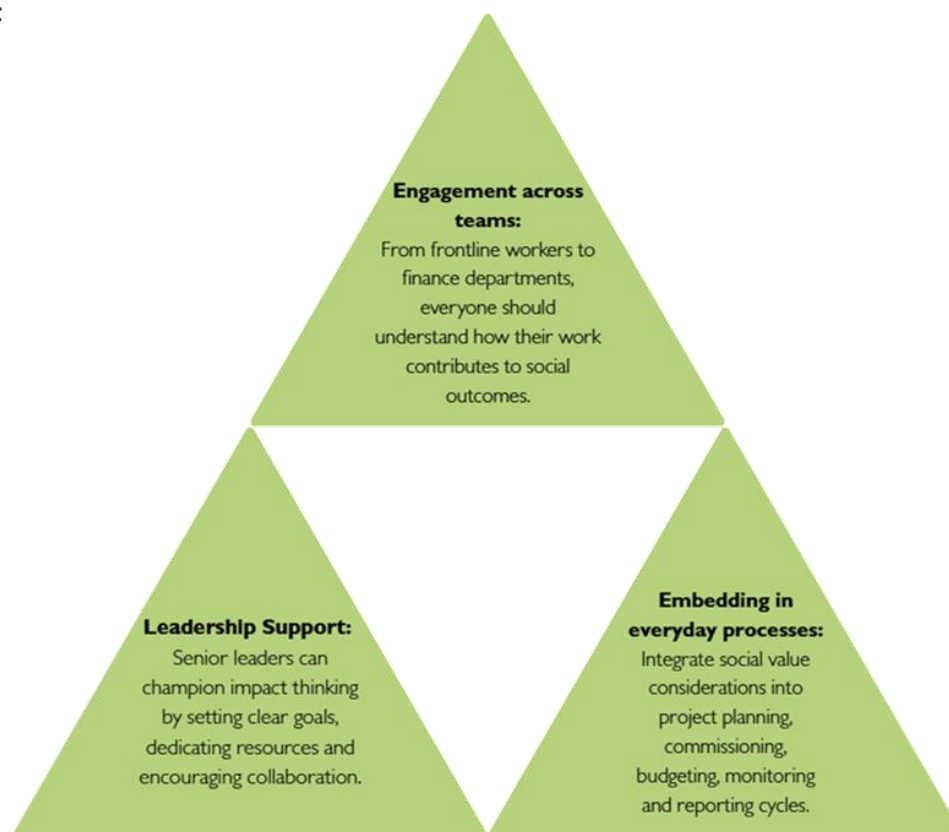 :
Engagement across
teams:
From frontline workers to
finance departments,
everyone should
understand how their work
contributes to social
outcomes.
Leadership Support:
Senior leaders can
champion impact thinking
by setting clear goals,
dedicating resources and
encouraging collaboration.
Embedding in
everyday processes:
Integrate social value
considerations into
project planning,
commissioning,
budgeting, monitoring
and reporting cycles.